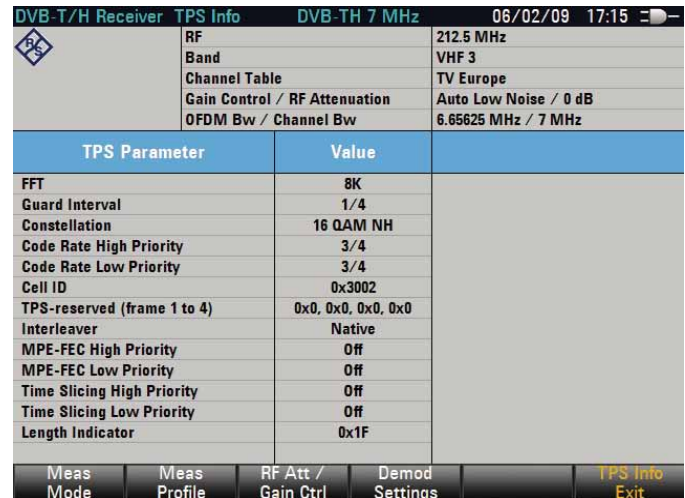 DVB-T/H Receiver TPS Info DVB-TH 7 MHz 06/02/09 17:15
R&S
RF 212.5 MHz
Band VHF 3
Channel Table TV Europe
Gain Control / RF Attenuation Auto Low Noise / 0 dB
OFDM Bw / Channel Bw 6.65625 MHz / 7 MHz
TPS Parameter Value
FFT 8K
Guard Interval 1/4
Constellation 16 QAM NH
Code Rate High Priority 3/4
Code Rate Low Priority 3/4
Cell ID 0x3002
TPS-reserved (frame 1 to 4) 0x0, 0x0, 0x0, 0x0
Interleaver Native
MPE-FEC High Priority Off
MPE-FEC Low Priority Off
Time Slicing High Priority Off
Time Slicing Low Priority Off
Length Indicator 0x1F
Meas Mode
Meas Profile
RF Att / Gain Ctrl
Demod Settings
TPS Info Exit